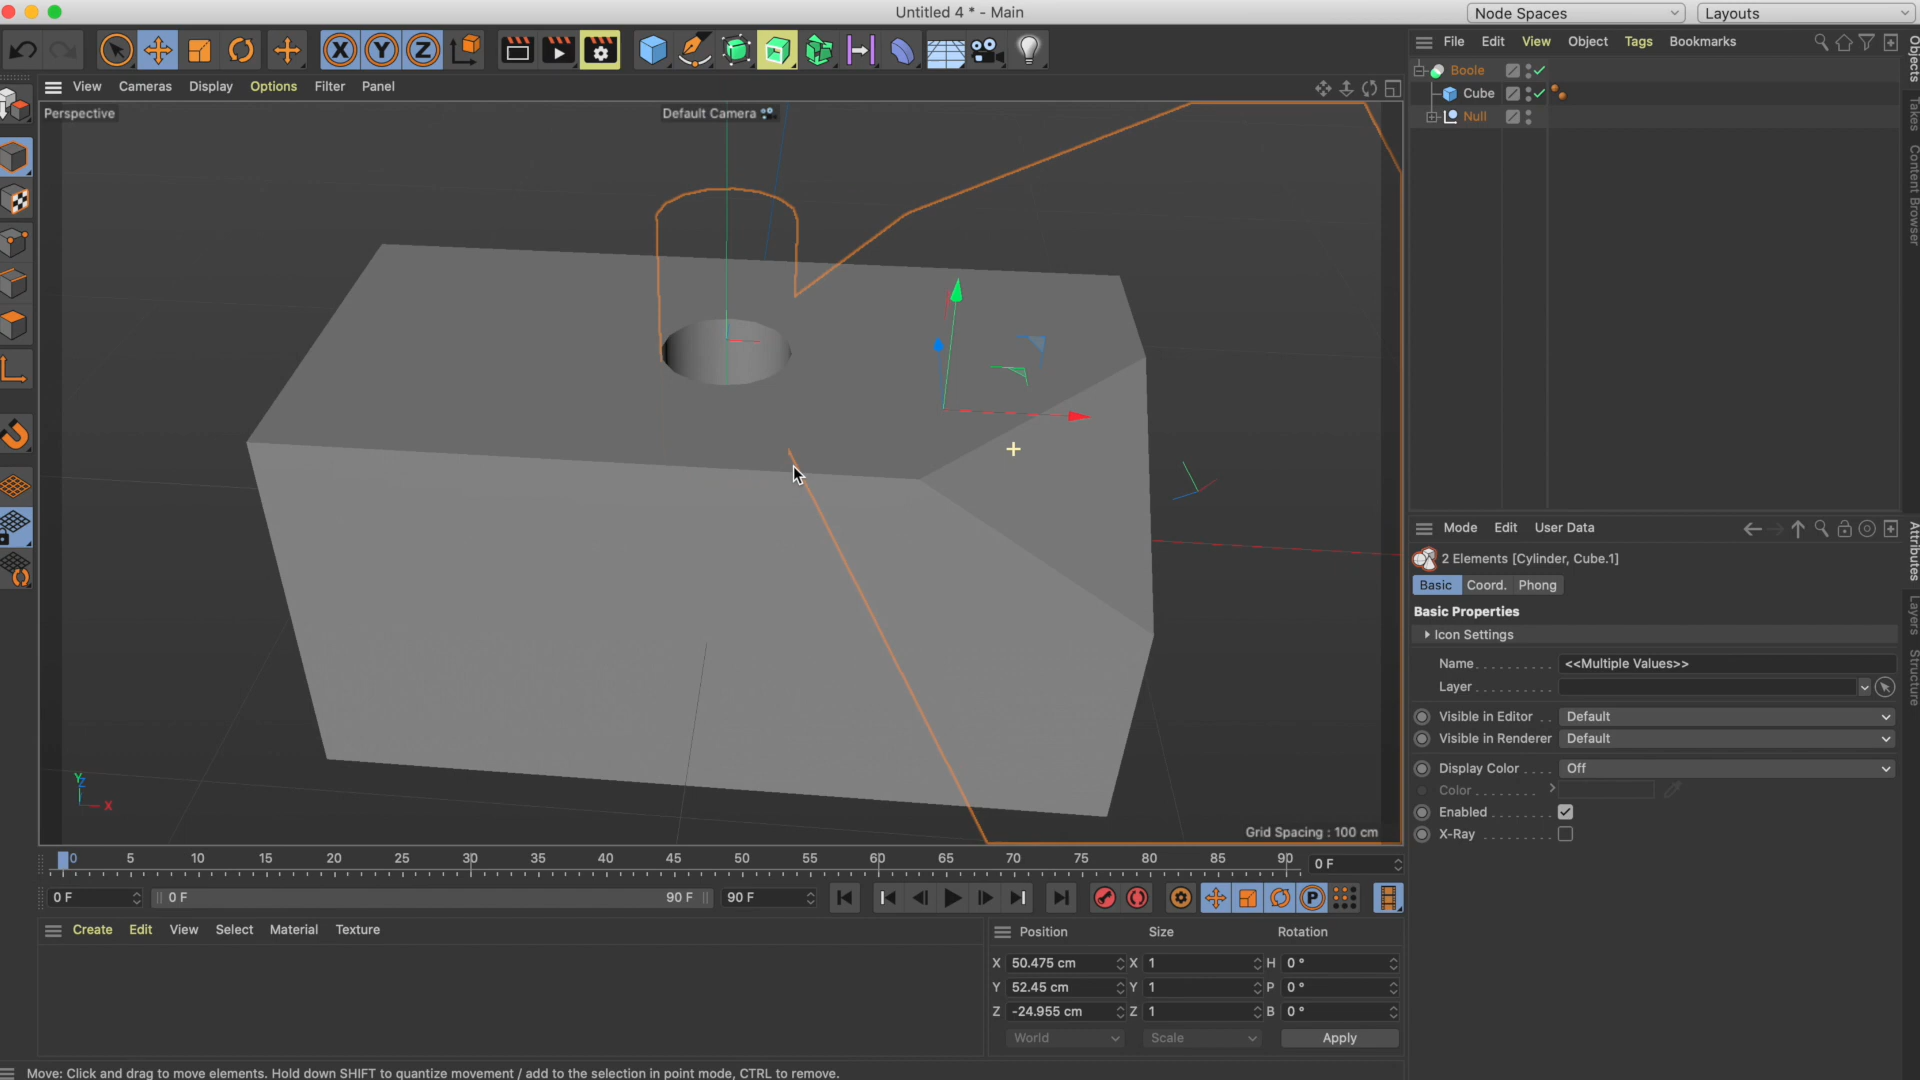 Untitled 4 * - Main
Node Spaces
Layouts
X Y Z
File Edit View Object Tags Bookmarks
View Cameras Display Options Filter Panel
Perspective
Default Camera
Boole
Cube
Null
Objects
Takes
Content Browser
Mode Edit User Data
2 Elements [Cylinder, Cube.1]
Basic Coord. Phong
Basic Properties
Icon Settings
Name <<Multiple Values>>
Layer
Visible in Editor Default
Visible in Renderer Default
Display Color Off
Color
Enabled
X-Ray
Attributes
Layers
Structure
Y
Z
X
Grid Spacing : 100 cm
0 5 10 15 20 25 30 35 40 45 50 55 60 65 70 75 80 85 90 0 F
0 F 0 F 90 F 90 F P
Create Edit View Select Material Texture
Position Size Rotation
X 50.475 cm X 1 H 0 °
Y 52.45 cm Y 1 P 0 °
Z -24.955 cm Z 1 B 0 °
World Scale Apply
Move: Click and drag to move elements. Hold down SHIFT to quantize movement / add to the selection in point mode, CTRL to remove.